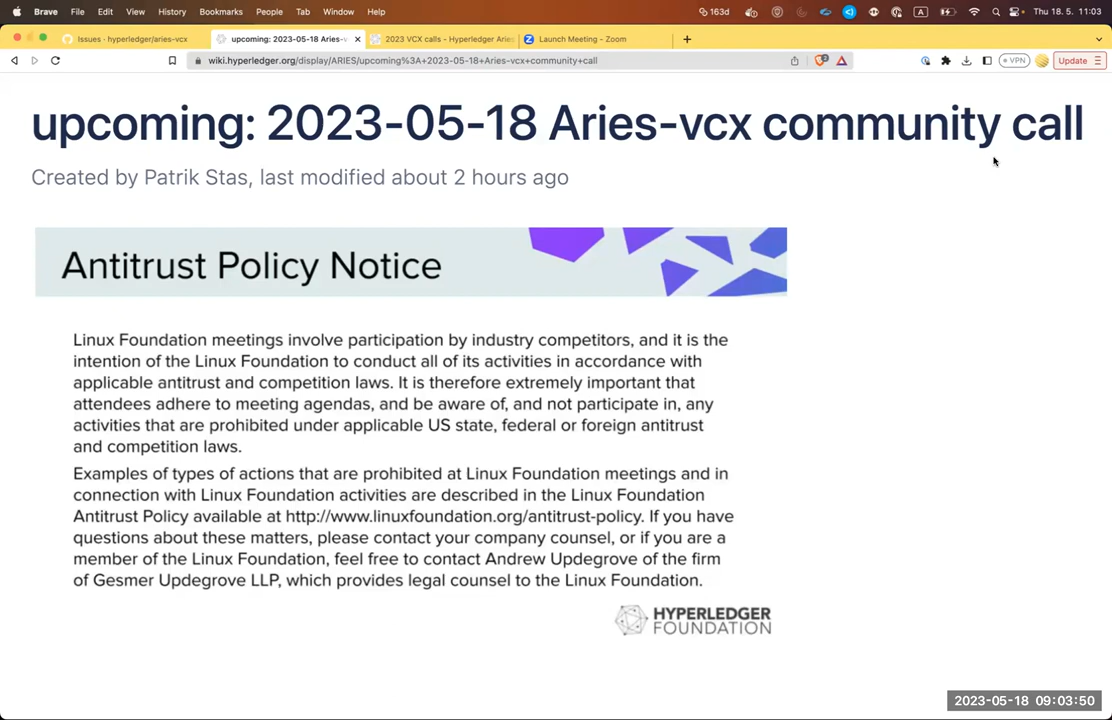 Brave File Edit View History Bookmarks People Tab Window Help 163d A Thu 18. 5. 11:03
Issues · hyperledger/aries-vcx upcoming: 2023-05-18 Aries-v 2023 VCX calls - Hyperledger Aries Launch Meeting - Zoom
wiki.hyperledger.org/display/ARIES/upcoming%3A+2023-05-18+Aries-vcx+community+call VPN Update
upcoming: 2023-05-18 Aries-vcx community call
Created by Patrik Stas, last modified about 2 hours ago
Antitrust Policy Notice
Linux Foundation meetings involve participation by industry competitors, and it is the
intention of the Linux Foundation to conduct all of its activities in accordance with
applicable antitrust and competition laws. It is therefore extremely important that
attendees adhere to meeting agendas, and be aware of, and not participate in, any
activities that are prohibited under applicable US state, federal or foreign antitrust
and competition laws.
Examples of types of actions that are prohibited at Linux Foundation meetings and in
connection with Linux Foundation activities are described in the Linux Foundation
Antitrust Policy available at http://www.linuxfoundation.org/antitrust-policy. If you have
questions about these matters, please contact your company counsel, or if you are a
member of the Linux Foundation, feel free to contact Andrew Updegrove of the firm
of Gesmer Updegrove LLP, which provides legal counsel to the Linux Foundation.
HYPERLEDGER
FOUNDATION
2023-05-18 09:03:50